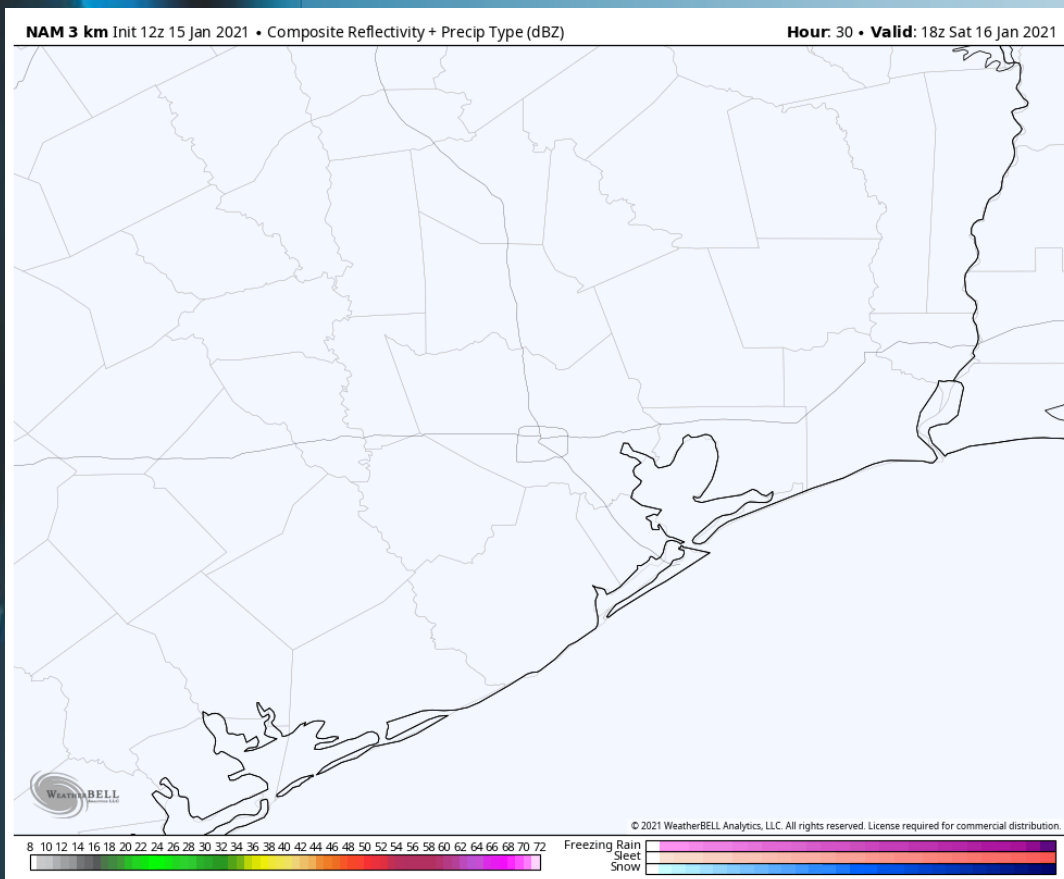 NAM 3 km Init 12z 15 Jan 2021 • Composite Reflectivity + Precip Type (dBZ)
Hour: 30 • Valid: 18z Sat 16 Jan 2021
WEATHERBELL
Analytics LLC
© 2021 WeatherBELL Analytics, LLC. All rights reserved. License required for commercial distribution.
8 10 12 14 16 18 20 22 24 26 28 30 32 34 36 38 40 42 44 46 48 50 52 54 56 58 60 62 64 66 68 70 72
Freezing Rain
Sleet
Snow